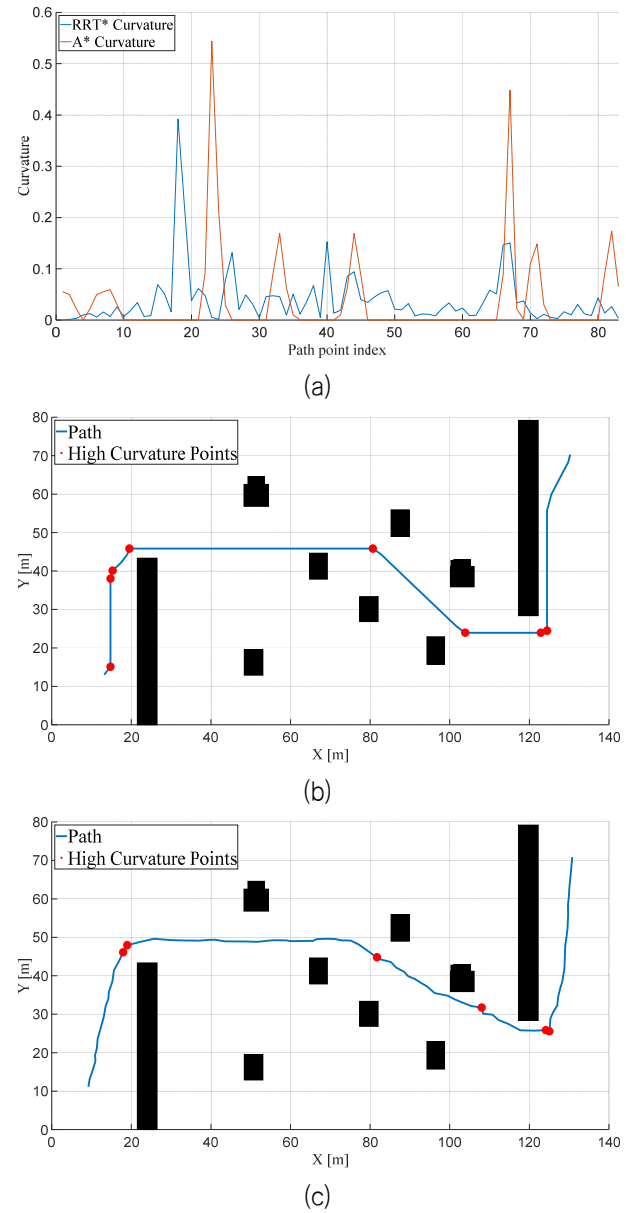 0.6
0.5
0.4
0.3
0.2
0.1
0
Curvature
RRT* Curvature
A* Curvature
0 10 20 30 40 50 60 70 80
Path point index
(a)
80
70
60
50
40
30
20
10
0
Y [m]
Path
High Curvature Points
0 20 40 60 80 100 120 140
X [m]
(b)
80
70
60
50
40
30
20
10
0
Y [m]
Path
High Curvature Points
0 20 40 60 80 100 120 140
X [m]
(c)